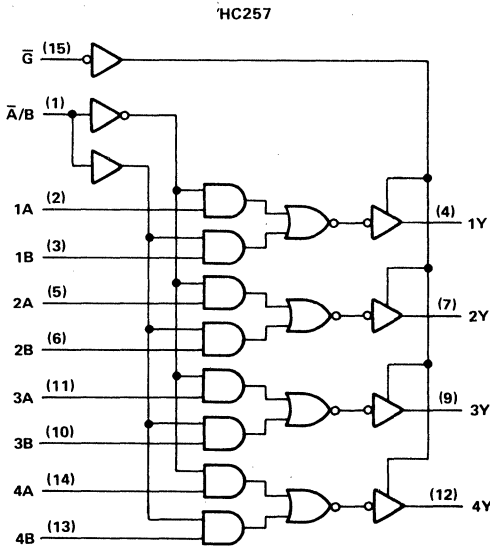 'HC257
G̅ (15)
A̅/B (1)
1A (2)
1B (3)
2A (5)
2B (6)
3A (11)
3B (10)
4A (14)
4B (13)
(4) 1Y
(7) 2Y
(9) 3Y
(12) 4Y